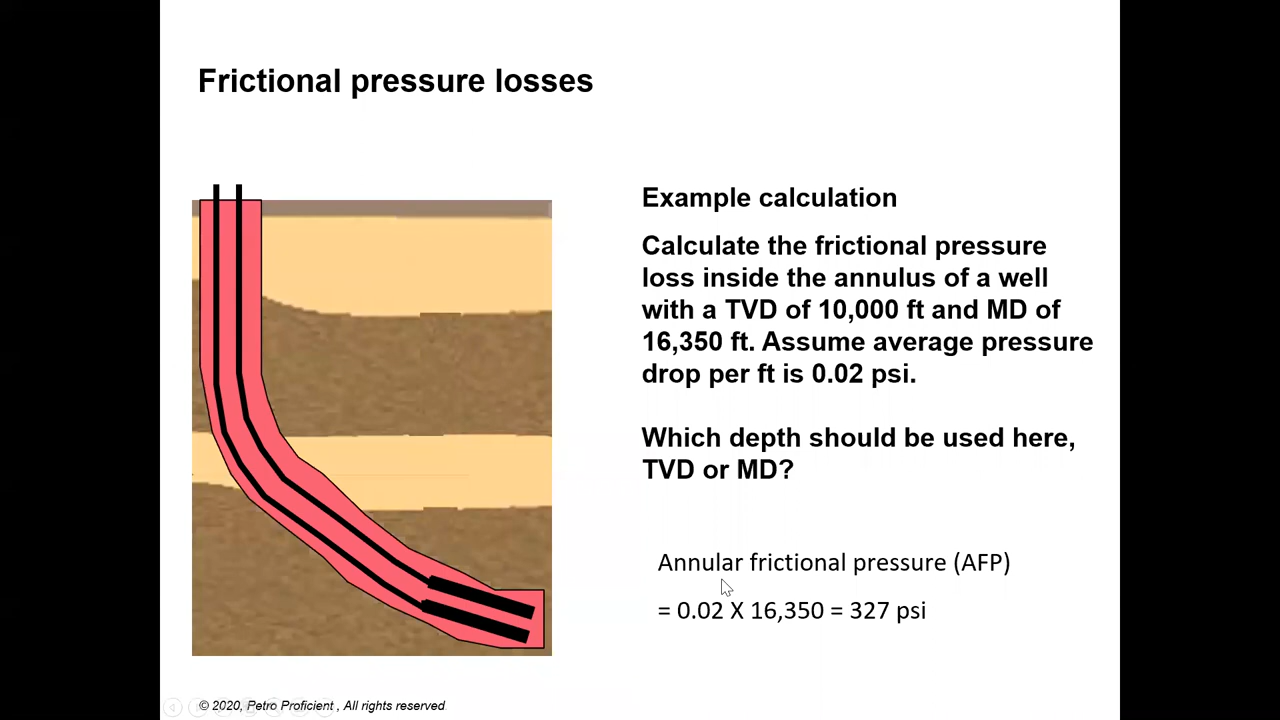 Frictional pressure losses
Example calculation
Calculate the frictional pressure
loss inside the annulus of a well
with a TVD of 10,000 ft and MD of
16,350 ft. Assume average pressure
drop per ft is 0.02 psi.
Which depth should be used here,
TVD or MD?
Annular frictional pressure (AFP)
= 0.02 X 16,350 = 327 psi
© 2020, Petro Proficient , All rights reserved